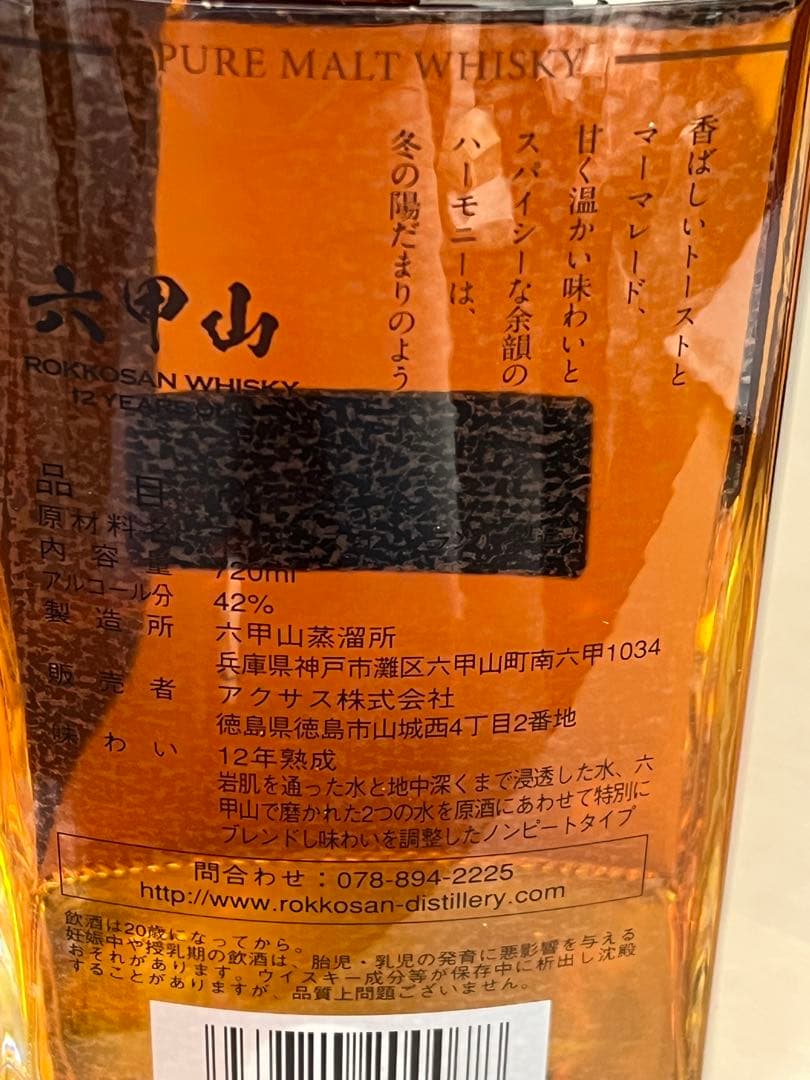 PURE MALT WHISKY
香ばしいトーストと
マーマレード、
甘く温かい味わいと
スパイシーな余韻の
ハーモニーは、
冬の陽だまりのよう
六甲山
ROKKOSAN WHISKY
12 YEARS OLD
品目
原材料名
内容量 720ml
アルコール分 42%
製造所 六甲山蒸溜所
兵庫県神戸市灘区六甲山町南六甲1034
販売者 アクサス株式会社
徳島県徳島市山城西4丁目2番地
味わい 12年熟成
岩肌を通った水と地中深くまで浸透した水、六
甲山で磨かれた2つの水を原酒にあわせて特別に
ブレンドし味わいを調整したノンピートタイプ
問合わせ：078-894-2225
http://www.rokkosan-distillery.com
飲酒は20歳になってから。
妊娠中や授乳期の飲酒は、胎児・乳児の発育に悪影響を与える
おそれがあります。ウイスキー成分等が保存中に析出し沈殿
することがありますが、品質上問題ございません。